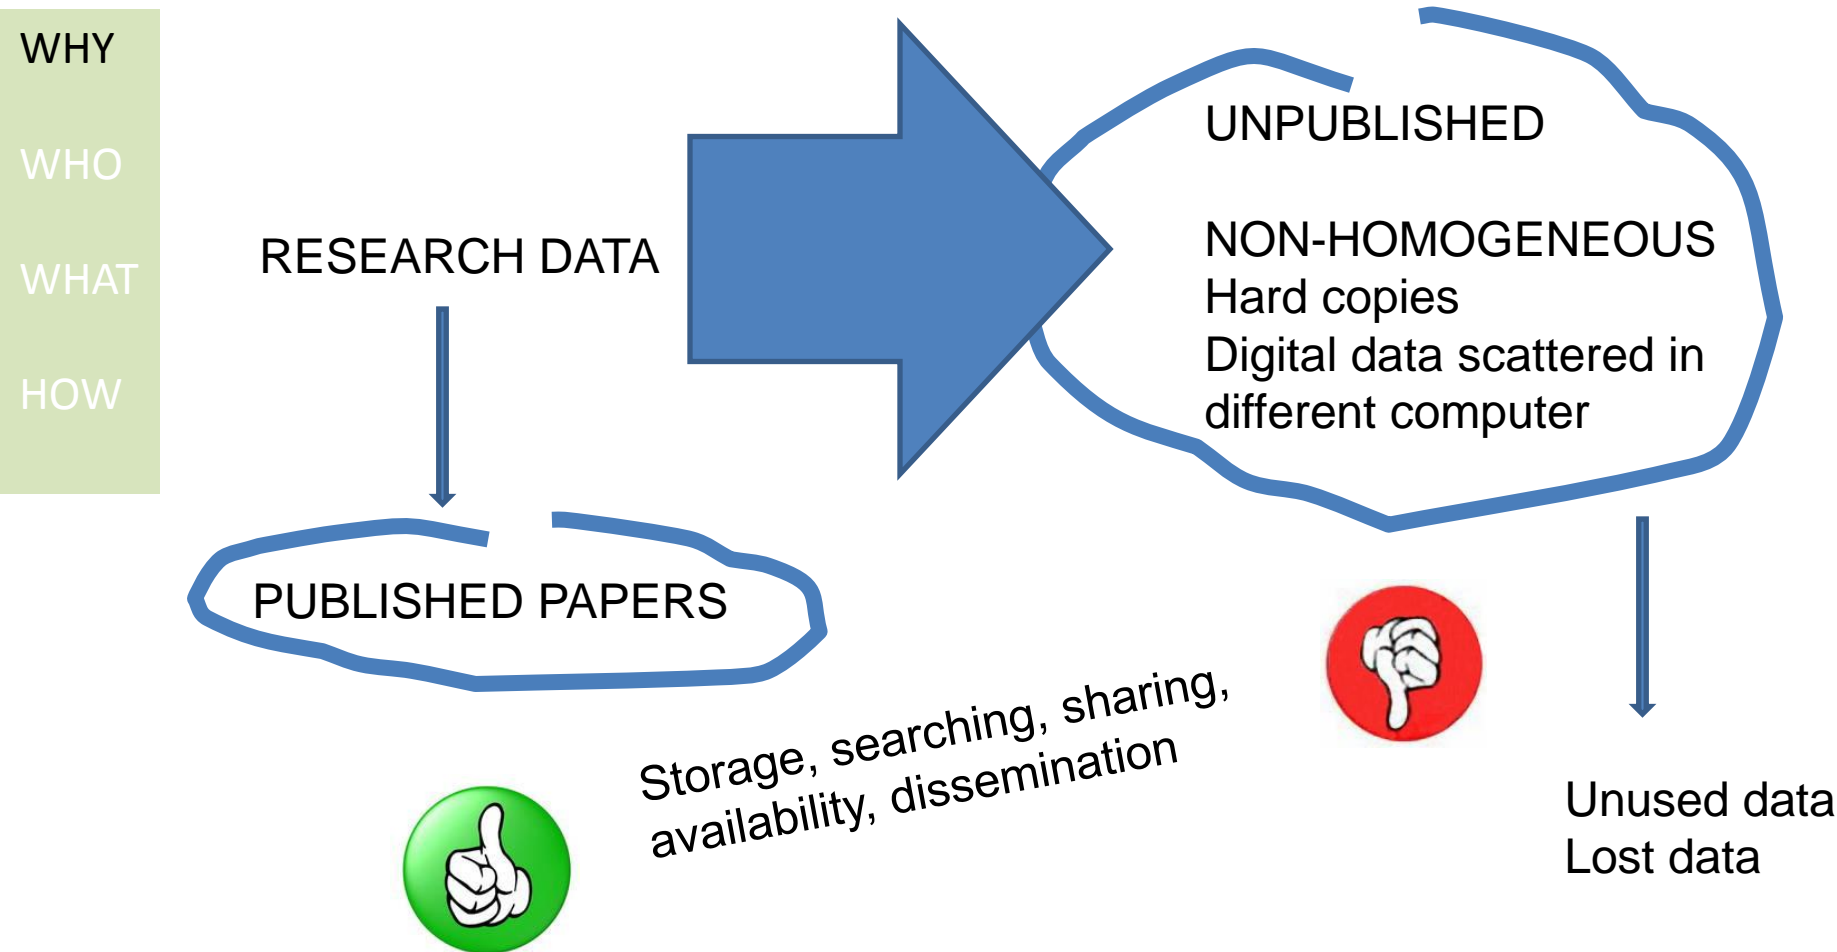 WHY
WHO
WHAT
HOW
RESEARCH DATA
PUBLISHED PAPERS
UNPUBLISHED
NON-HOMOGENEOUS
Hard copies
Digital data scattered in
different computer
Storage, searching, sharing,
availability, dissemination
Unused data
Lost data